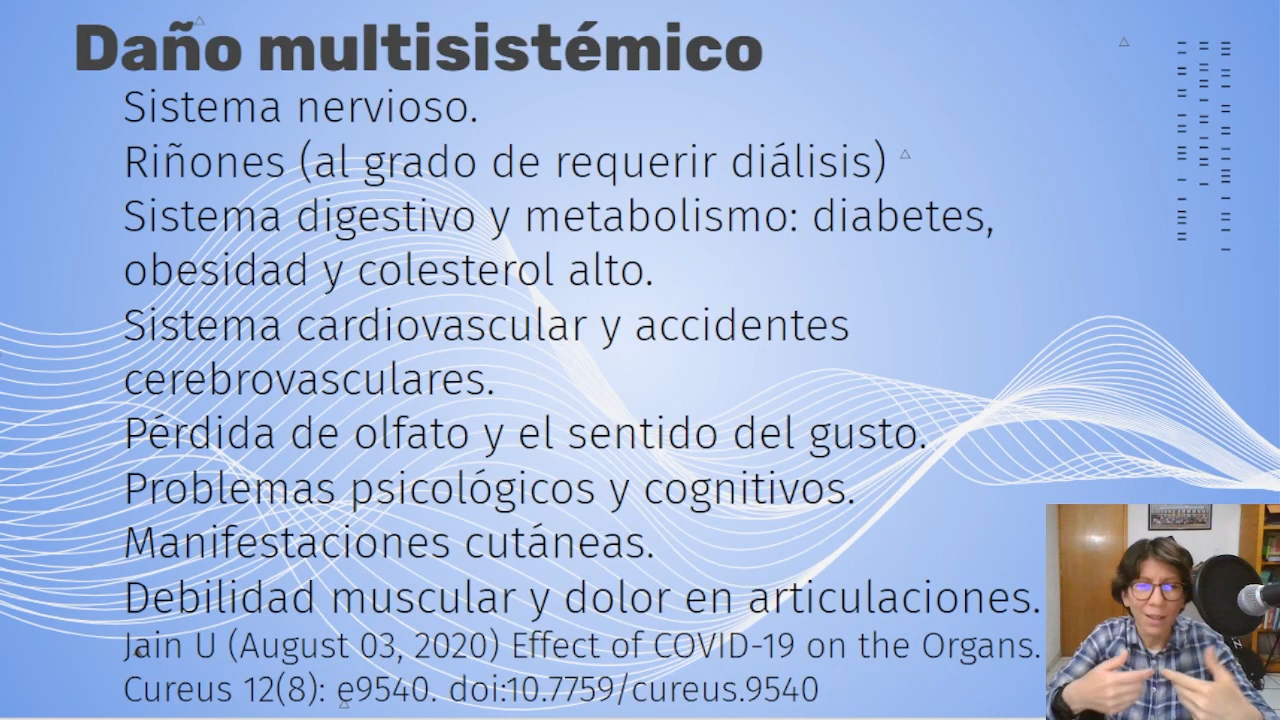 Daño multisistémico
Sistema nervioso.
Riñones (al grado de requerir diálisis)
Sistema digestivo y metabolismo: diabetes,
obesidad y colesterol alto.
Sistema cardiovascular y accidentes
cerebrovasculares.
Pérdida de olfato y el sentido del gusto.
Problemas psicológicos y cognitivos.
Manifestaciones cutáneas.
Debilidad muscular y dolor en articulaciones.
Jain U (August 03, 2020) Effect of COVID-19 on the Organs.
Cureus 12(8): e9540. doi:10.7759/cureus.9540